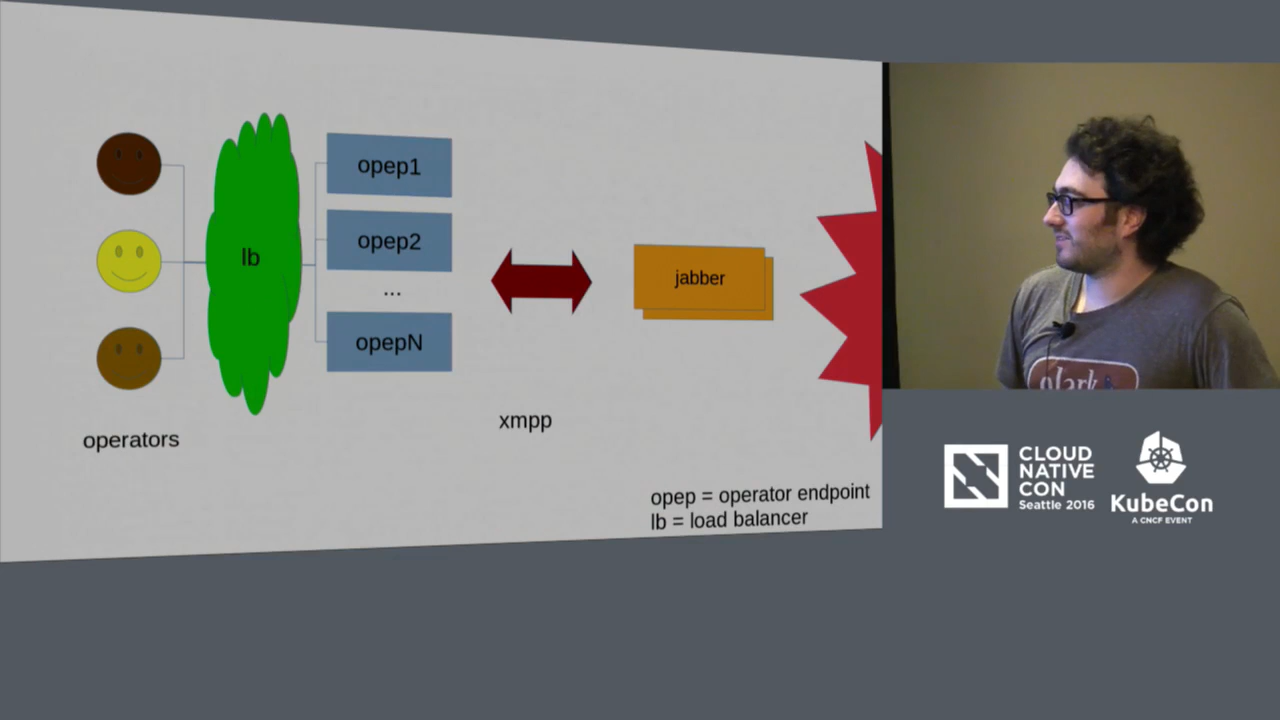 opep1
lb
opep2
...
opepN
jabber
xmpp
operators
opep = operator endpoint
lb = load balancer
olark
CLOUD
NATIVE
CON
Seattle 2016
KubeCon
A CNCF EVENT